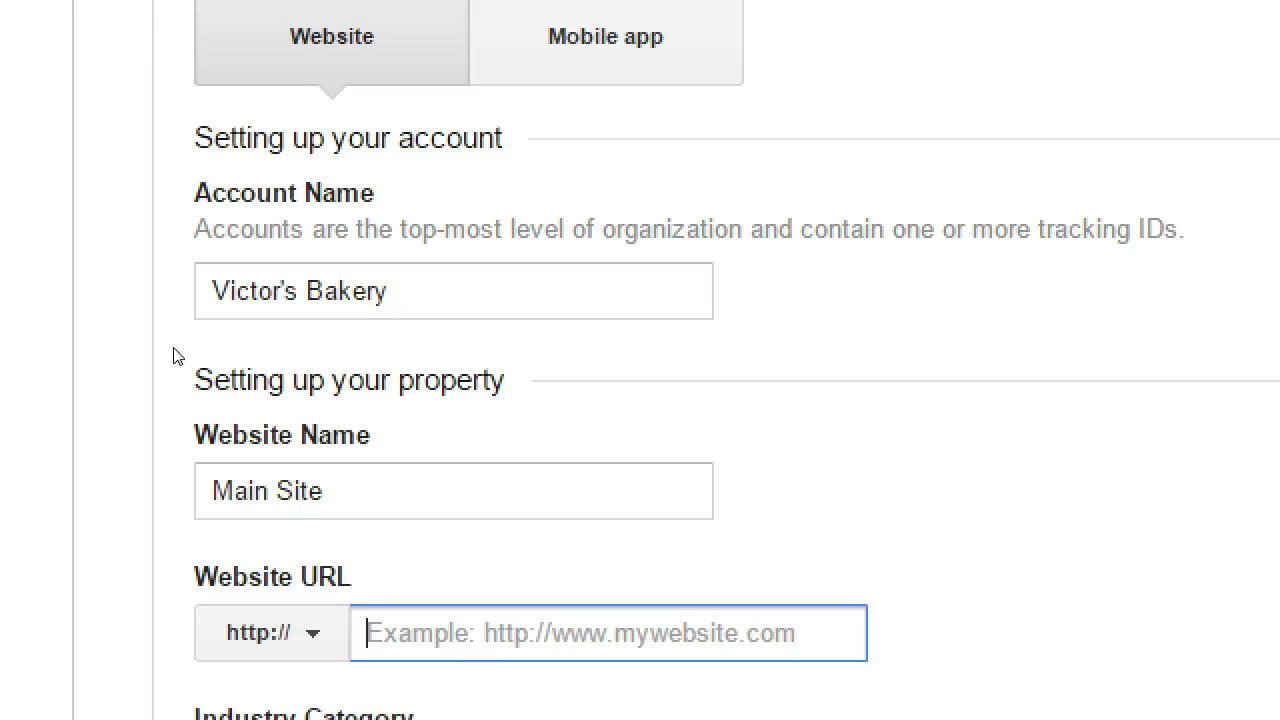 Website Mobile app
Setting up your account
Account Name
Accounts are the top-most level of organization and contain one or more tracking IDs.
Victor's Bakery
Setting up your property
Website Name
Main Site
Website URL
http:// Example: http://www.mywebsite.com
Industry Category